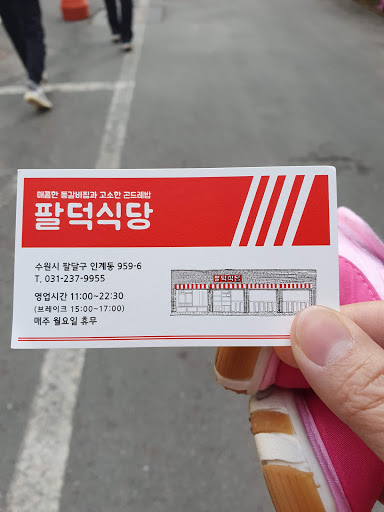 매콤한 등갈비찜과 고소한 곤드레밥
팔덕식당
수원시 팔달구 인계동 959-6
T. 031-237-9955
영업시간 11:00~22:30
(브레이크 15:00~17:00)
매주 월요일 휴무
팔덕식당